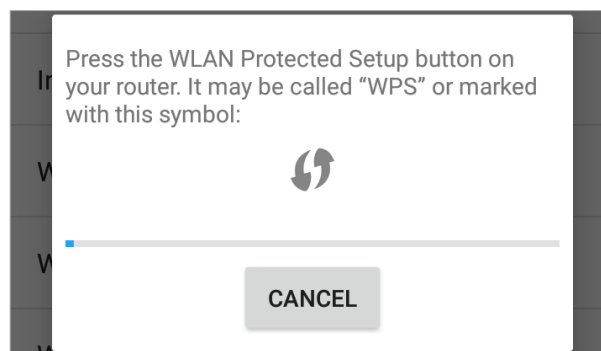 Press the WLAN Protected Setup button on
your router. It may be called “WPS” or marked
with this symbol:
CANCEL